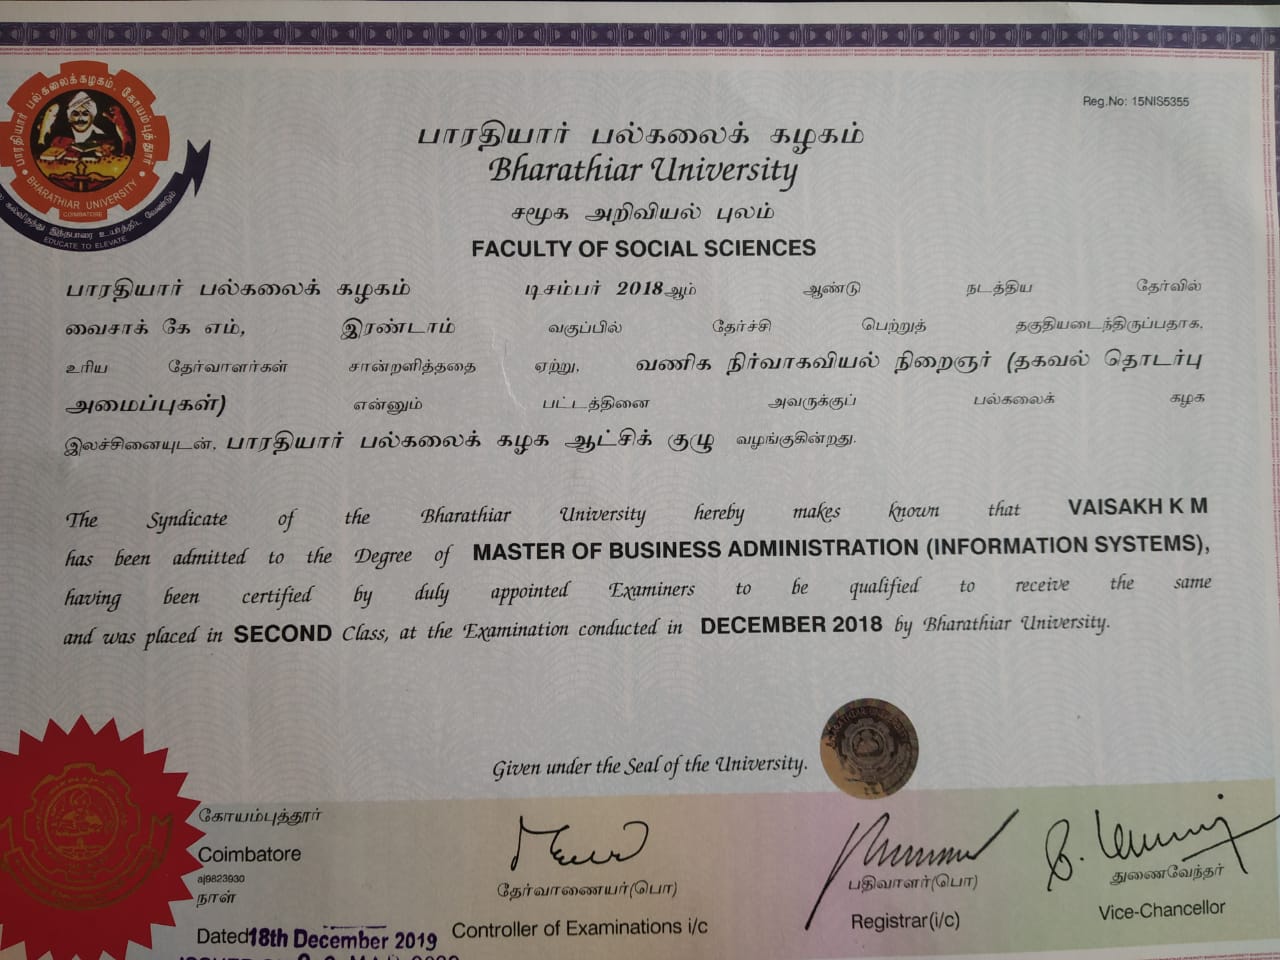 பாரதியார் பல்கலைக்கழகம், கோயம்புத்தூர்
BHARATHIAR UNIVERSITY
COIMBATORE
இந்தபாரை உயர்த்திட வேண்டும்
EDUCATE TO ELEVATE
Reg.No: 15NIS5355
பாரதியார் பல்கலைக் கழகம்
Bharathiar University
சமூக அறிவியல் புலம்
FACULTY OF SOCIAL SCIENCES
பாரதியார் பல்கலைக் கழகம் டிசம்பர் 2018ஆம் ஆண்டு நடத்திய தேர்வில்
வைசாக் கே எம், இரண்டாம் வகுப்பில் தேர்ச்சி பெற்றுத் தகுதியடைந்திருப்பதாக,
உரிய தேர்வாளர்கள் சான்றளித்ததை ஏற்று, வணிக நிர்வாகவியல் நிறைஞர் (தகவல் தொடர்பு
அமைப்புகள்) என்னும் பட்டத்தினை அவருக்குப் பல்கலைக் கழக
இலச்சினையுடன், பாரதியார் பல்கலைக் கழக ஆட்சிக் குழு வழங்குகின்றது.
The Syndicate of the Bharathiar University hereby makes known that VAISAKH K M
has been admitted to the Degree of MASTER OF BUSINESS ADMINISTRATION (INFORMATION SYSTEMS),
having been certified by duly appointed Examiners to be qualified to receive the same
and was placed in SECOND Class, at the Examination conducted in DECEMBER 2018 by Bharathiar University.
Given under the Seal of the University.
கோயம்புத்தூர்
Coimbatore
aj9823930
நாள்
Dated 18th December 2019
தேர்வாணையர்(பொ)
Controller of Examinations i/c
பதிவாளர்(பொ)
Registrar(i/c)
துணைவேந்தர்
Vice-Chancellor